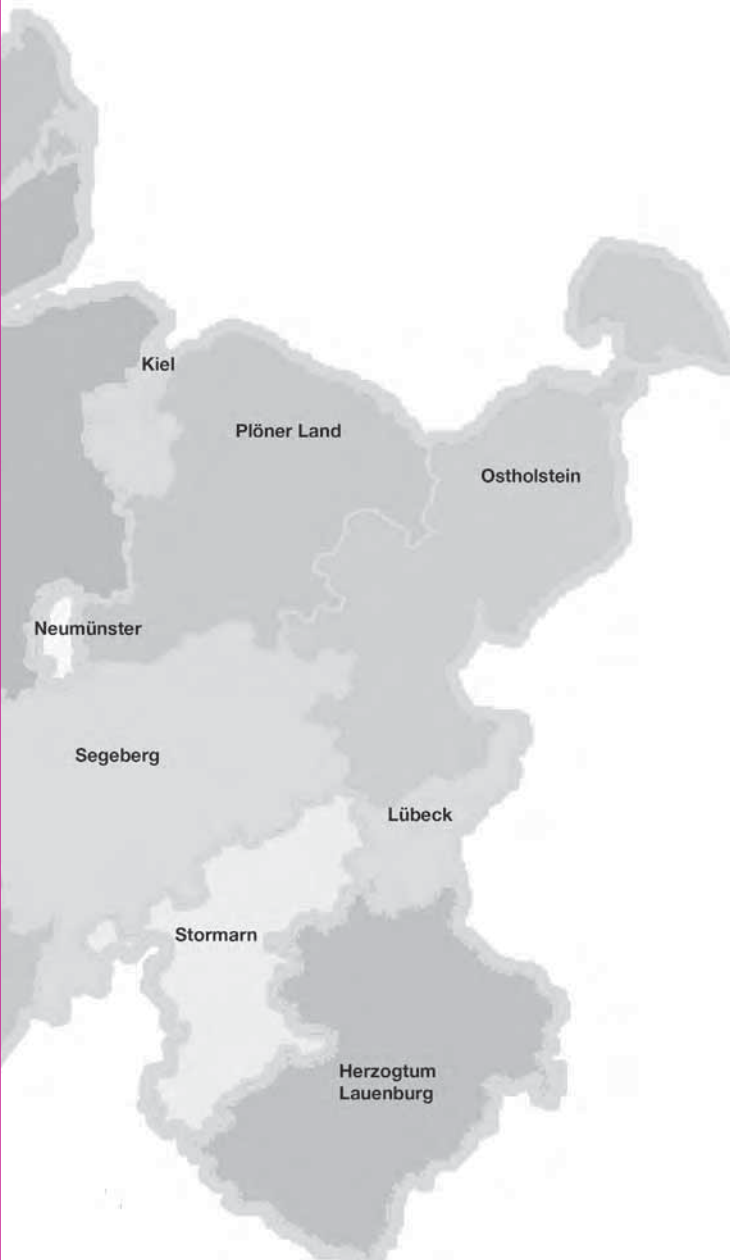 Kiel
Plöner Land
Ostholstein
Neumünster
Segeberg
Lübeck
Stormarn
Herzogtum
Lauenburg